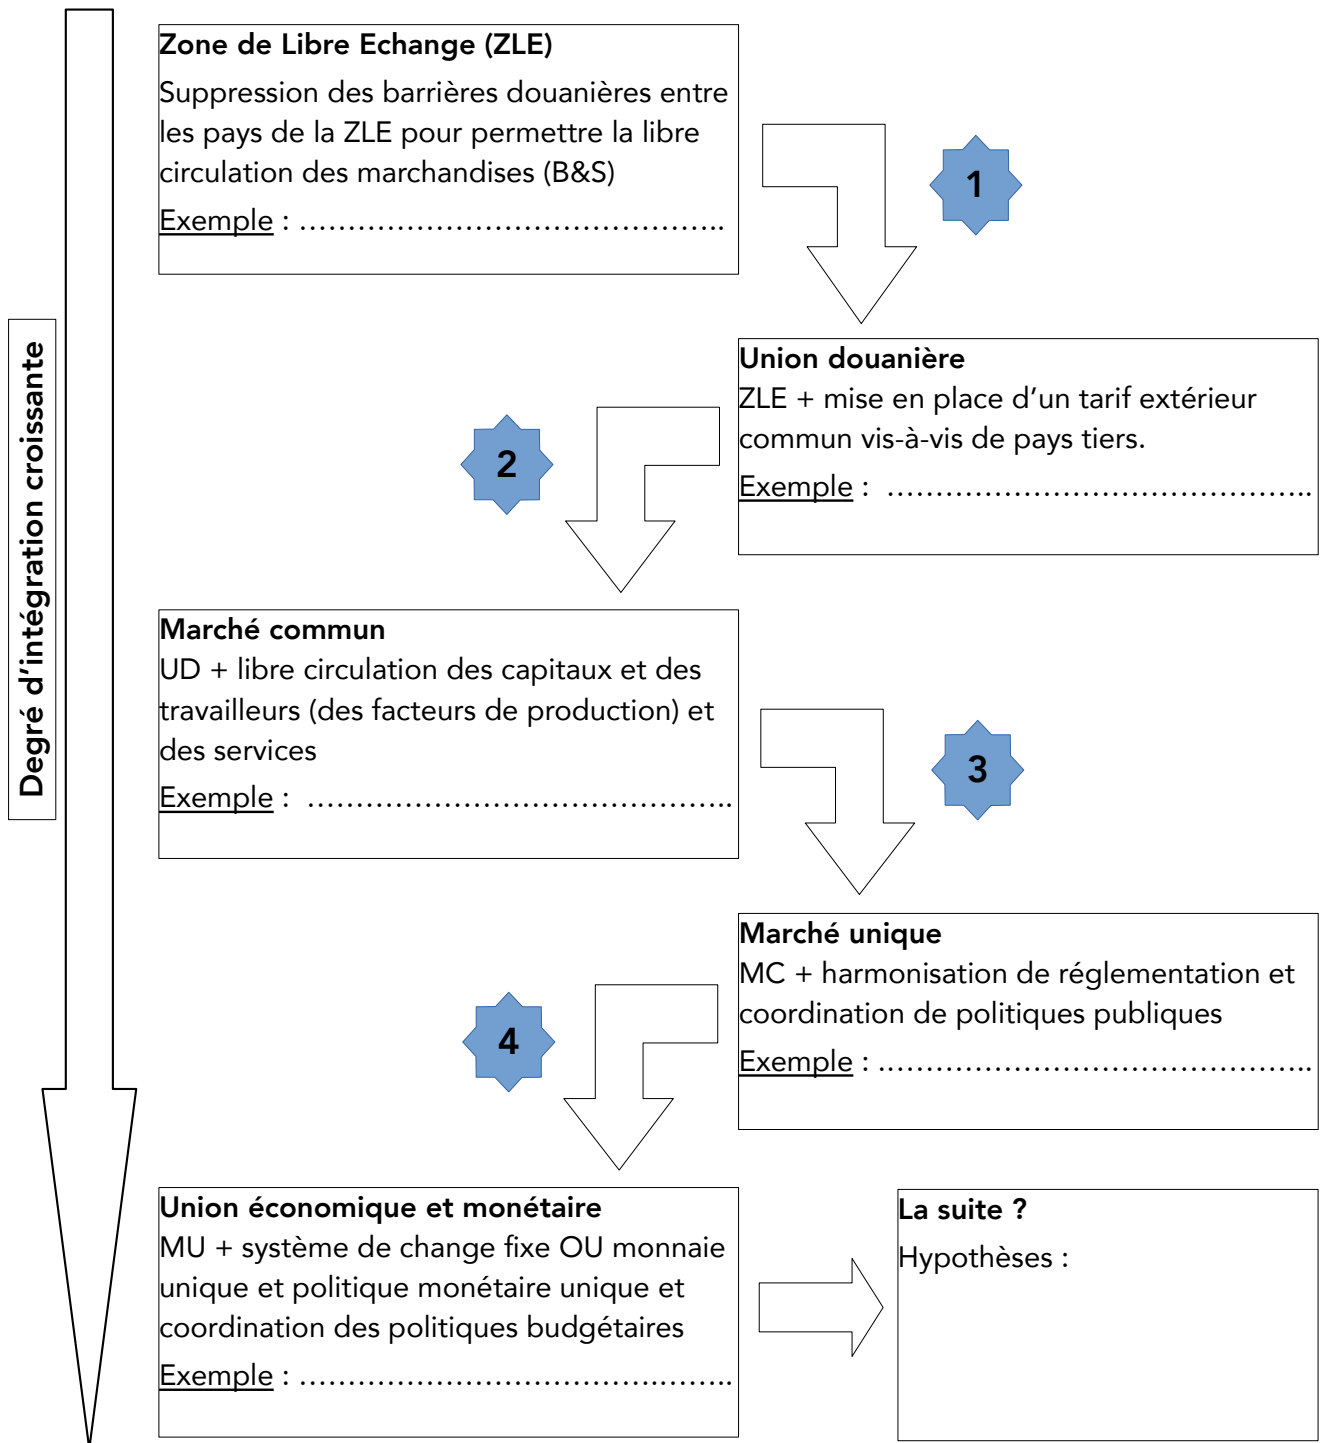 Zone de Libre Echange (ZLE)
Suppression des barrières douanières entre
les pays de la ZLE pour permettre la libre
circulation des marchandises (B&S)
Exemple : ……………………………………..
1
Union douanière
ZLE + mise en place d’un tarif extérieur
commun vis-à-vis de pays tiers.
Exemple : ……………………………………..
2
Degré d’intégration croissante
Marché commun
UD + libre circulation des capitaux et des
travailleurs (des facteurs de production) et
des services
Exemple : ……………………………………..
3
Marché unique
MC + harmonisation de réglementation et
coordination de politiques publiques
Exemple : ……………………………………..
4
Union économique et monétaire
MU + système de change fixe OU monnaie
unique et politique monétaire unique et
coordination des politiques budgétaires
Exemple : ……………………………………..
La suite ?
Hypothèses :